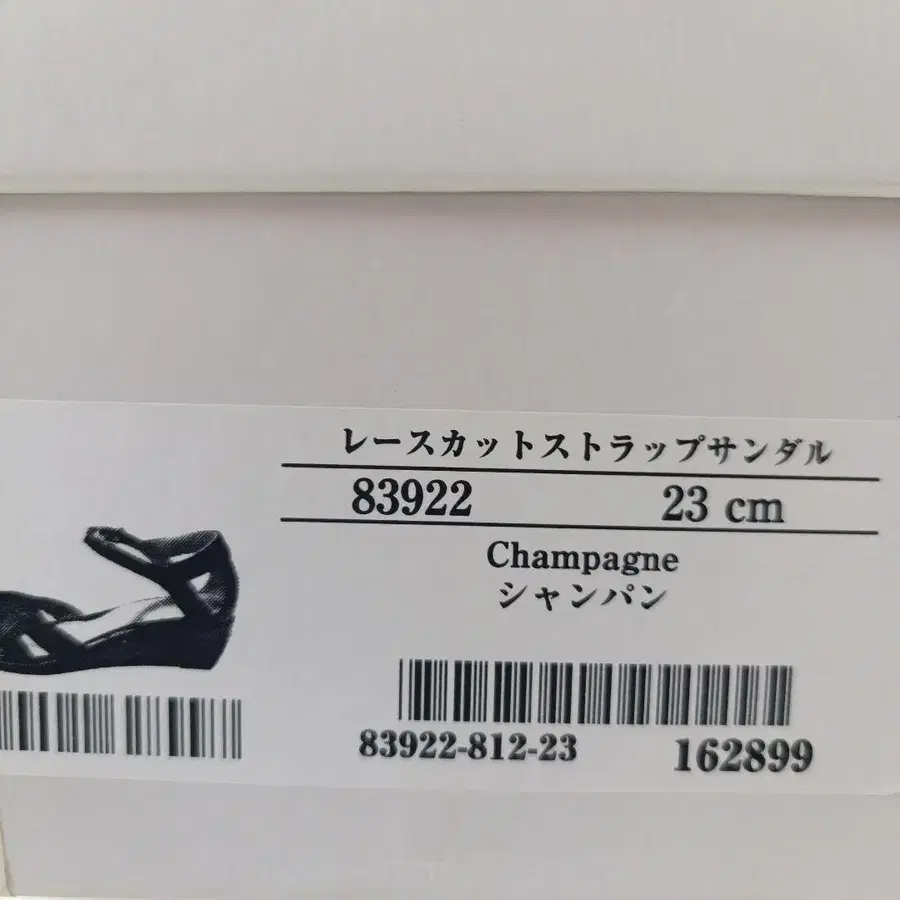 レースカットストラップサンダル
83922 23 cm
Champagne
シャンパン
83922-812-23 162899